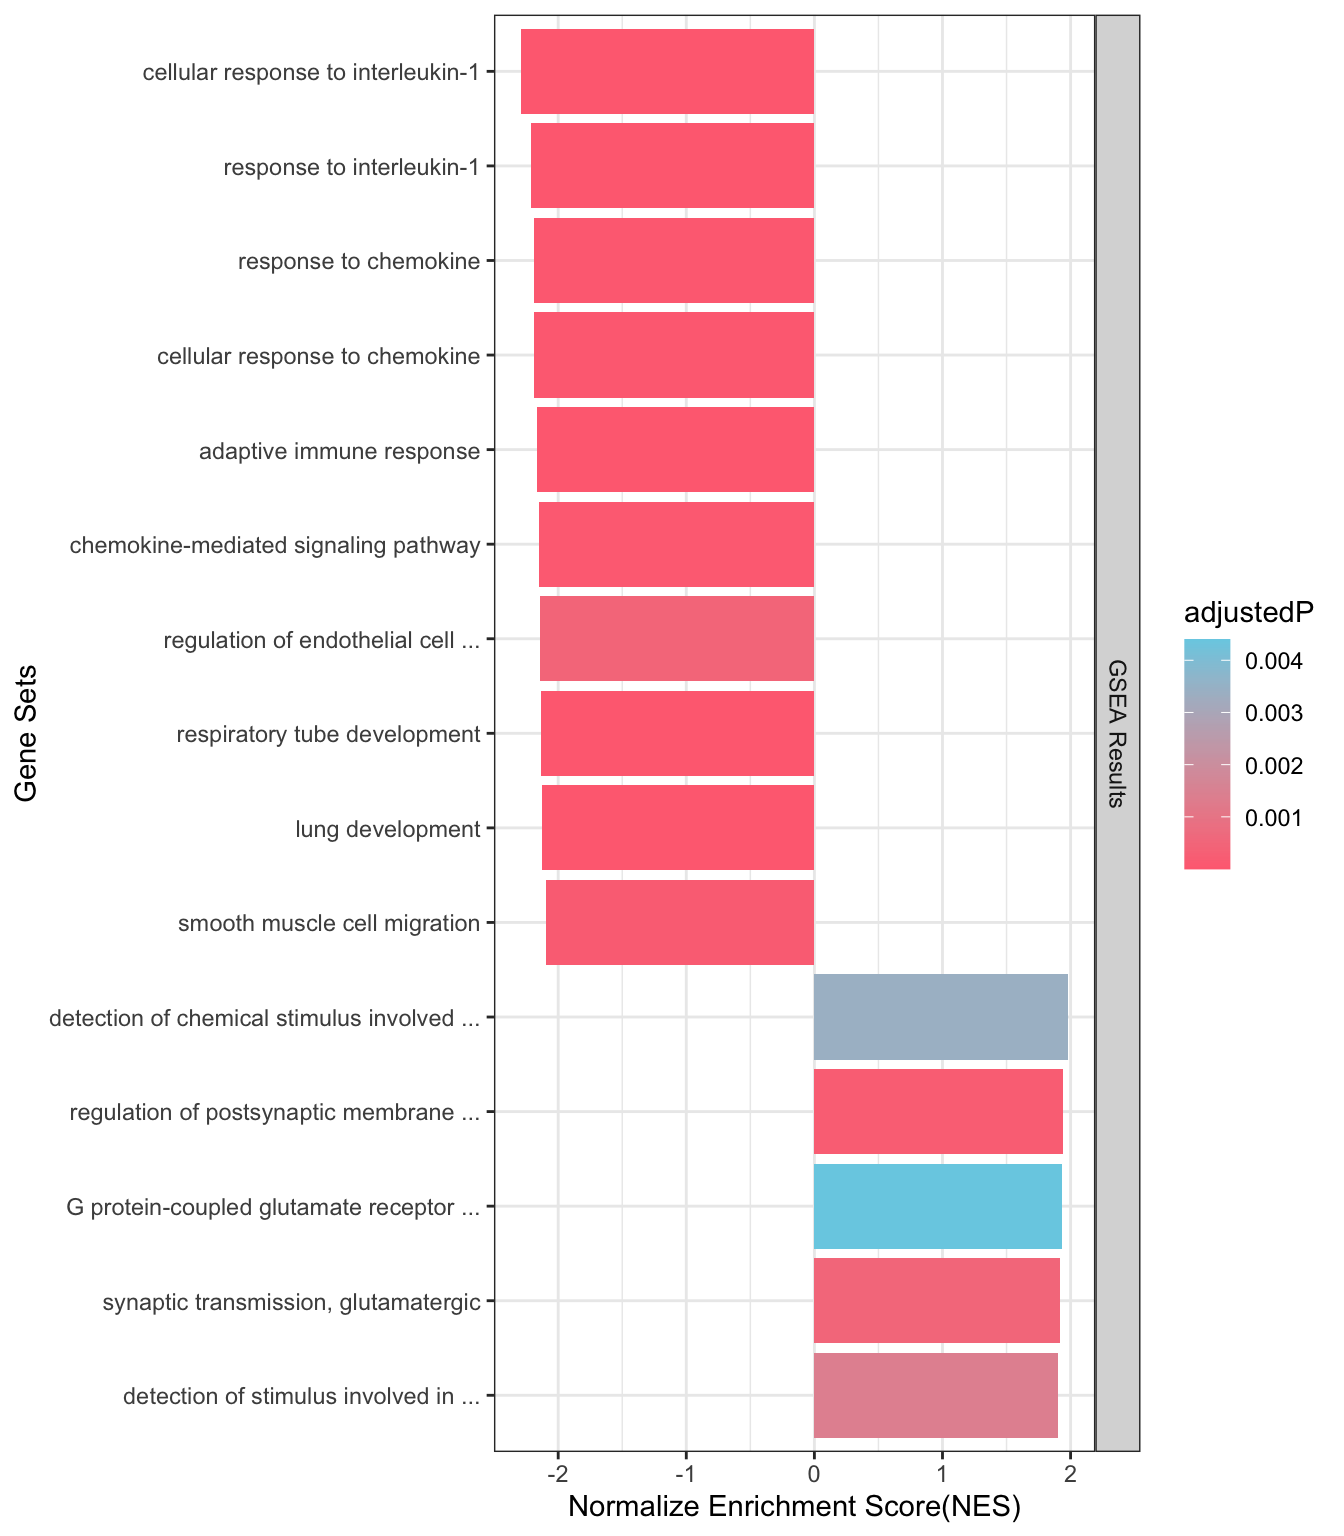 cellular response to interleukin-1
response to interleukin-1
response to chemokine
cellular response to chemokine
adaptive immune response
chemokine-mediated signaling pathway
regulation of endothelial cell ...
respiratory tube development
lung development
smooth muscle cell migration
detection of chemical stimulus involved ...
regulation of postsynaptic membrane ...
G protein-coupled glutamate receptor ...
synaptic transmission, glutamatergic
detection of stimulus involved in ...
Gene Sets
-2
-1
0
1
2
Normalize Enrichment Score(NES)
GSEA Results
adjustedP
0.004
0.003
0.002
0.001